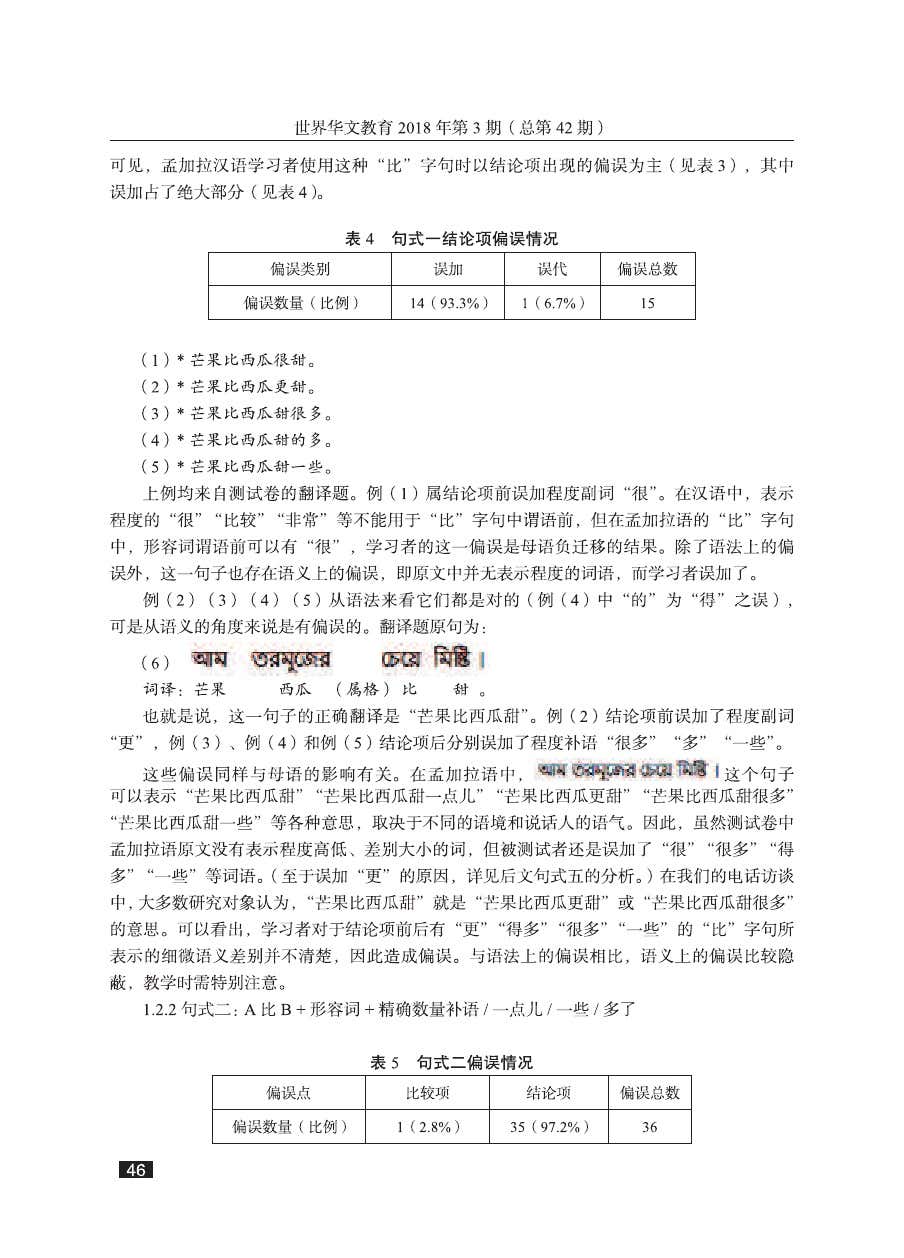 世界华文教育 2018 年第 3 期（总第 42 期）
可见，孟加拉汉语学习者使用这种“比”字句时以结论项出现的偏误为主（见表 3），其中
误加占了绝大部分（见表 4）。
表 4 句式一结论项偏误情况
偏误类别 误加 误代 偏误总数
偏误数量（比例） 14（93.3%） 1（6.7%） 15
（1）* 芒果比西瓜很甜。
（2）* 芒果比西瓜更甜。
（3）* 芒果比西瓜甜很多。
（4）* 芒果比西瓜甜的多。
（5）* 芒果比西瓜甜一些。
上例均来自测试卷的翻译题。例（1）属结论项前误加程度副词“很”。在汉语中，表示
程度的“很”“比较”“非常”等不能用于“比”字句中谓语前，但在孟加拉语的“比”字句
中，形容词谓语前可以有“很”，学习者的这一偏误是母语负迁移的结果。除了语法上的偏
误外，这一句子也存在语义上的偏误，即原文中并无表示程度的词语，而学习者误加了。
例（2）（3）（4）（5）从语法来看它们都是对的（例（4）中“的”为“得”之误），
可是从语义的角度来说是有偏误的。翻译题原句为：
（6） আম তরমুজের চেয়ে মিষ্টি।
词译：芒果 西瓜 （属格）比 甜 。
也就是说，这一句子的正确翻译是“芒果比西瓜甜”。例（2）结论项前误加了程度副词
“更”，例（3）、例（4）和例（5）结论项后分别误加了程度补语“很多”“多”“一些”。
这些偏误同样与母语的影响有关。在孟加拉语中，আম তরমুজের চেয়ে মিষ্টি।这个句子
可以表示“芒果比西瓜甜”“芒果比西瓜甜一点儿”“芒果比西瓜更甜”“芒果比西瓜甜很多”
“芒果比西瓜甜一些”等各种意思，取决于不同的语境和说话人的语气。因此，虽然测试卷中
孟加拉语原文没有表示程度高低、差别大小的词，但被测试者还是误加了“很”“很多”“得
多”“一些”等词语。（至于误加“更”的原因，详见后文句式五的分析。）在我们的电话访谈
中，大多数研究对象认为，“芒果比西瓜甜”就是“芒果比西瓜更甜”或“芒果比西瓜甜很多”
的意思。可以看出，学习者对于结论项前后有“更”“得多”“很多”“一些”的“比”字句所
表示的细微语义差别并不清楚，因此造成偏误。与语法上的偏误相比，语义上的偏误比较隐
蔽，教学时需特别注意。
1.2.2 句式二：A 比 B + 形容词 + 精确数量补语 / 一点儿 / 一些 / 多了
表 5 句式二偏误情况
偏误点 比较项 结论项 偏误总数
偏误数量（比例） 1（2.8%） 35（97.2%） 36
46